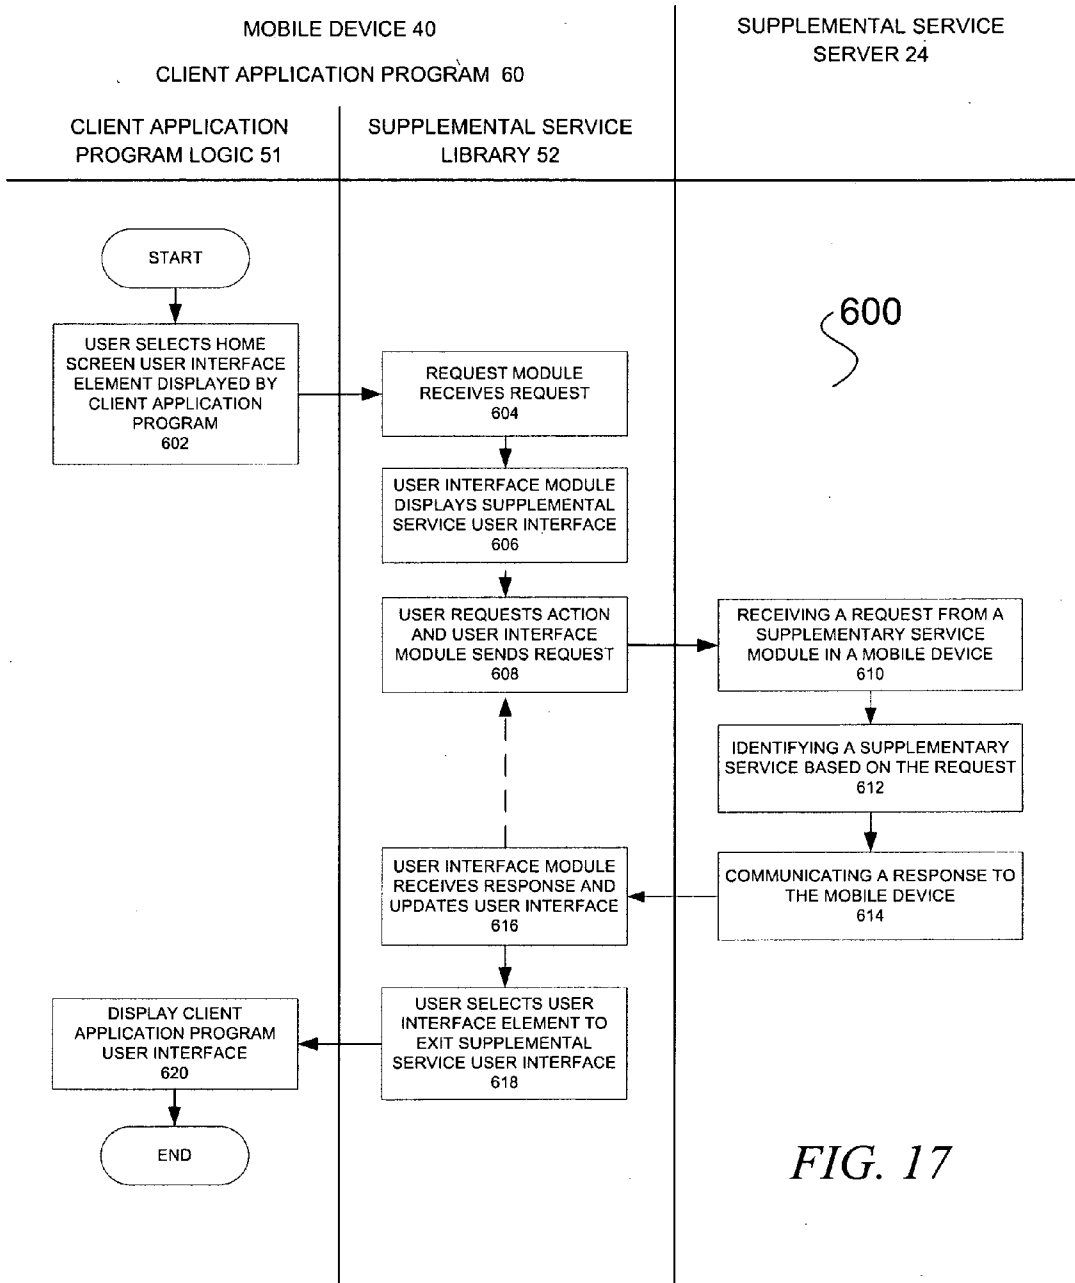 MOBILE DEVICE 40
CLIENT APPLICATION PROGRAM 60
SUPPLEMENTAL SERVICE
SERVER 24
CLIENT APPLICATION
PROGRAM LOGIC 51
SUPPLEMENTAL SERVICE
LIBRARY 52
START
600
USER SELECTS HOME
SCREEN USER INTERFACE
ELEMENT DISPLAYED BY
CLIENT APPLICATION
PROGRAM
602
REQUEST MODULE
RECEIVES REQUEST
604
USER INTERFACE MODULE
DISPLAYS SUPPLEMENTAL
SERVICE USER INTERFACE
606
USER REQUESTS ACTION
AND USER INTERFACE
MODULE SENDS REQUEST
608
RECEIVING A REQUEST FROM A
SUPPLEMENTARY SERVICE
MODULE IN A MOBILE DEVICE
610
IDENTIFYING A SUPPLEMENTARY
SERVICE BASED ON THE REQUEST
612
COMMUNICATING A RESPONSE TO
THE MOBILE DEVICE
614
USER INTERFACE MODULE
RECEIVES RESPONSE AND
UPDATES USER INTERFACE
616
USER SELECTS USER
INTERFACE ELEMENT TO
EXIT SUPPLEMENTAL
SERVICE USER INTERFACE
618
DISPLAY CLIENT
APPLICATION PROGRAM
USER INTERFACE
620
END
FIG. 17